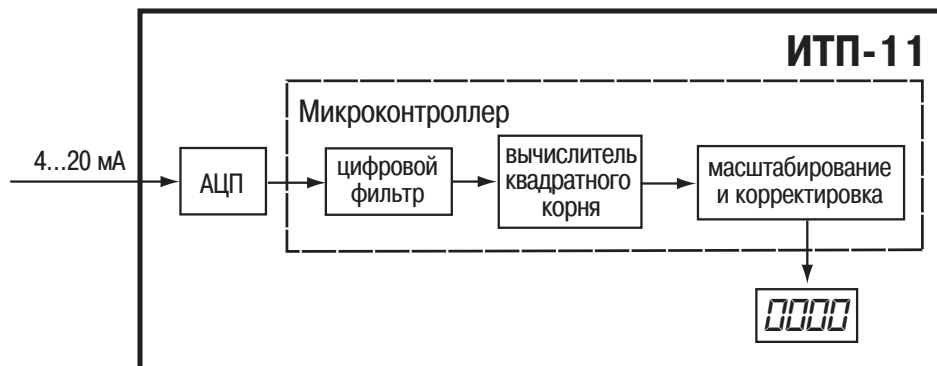 ИТП-11
Микроконтроллер
4...20 мА
АЦП
цифровой
фильтр
вычислитель
квадратного
корня
масштабирование
и корректировка
0000